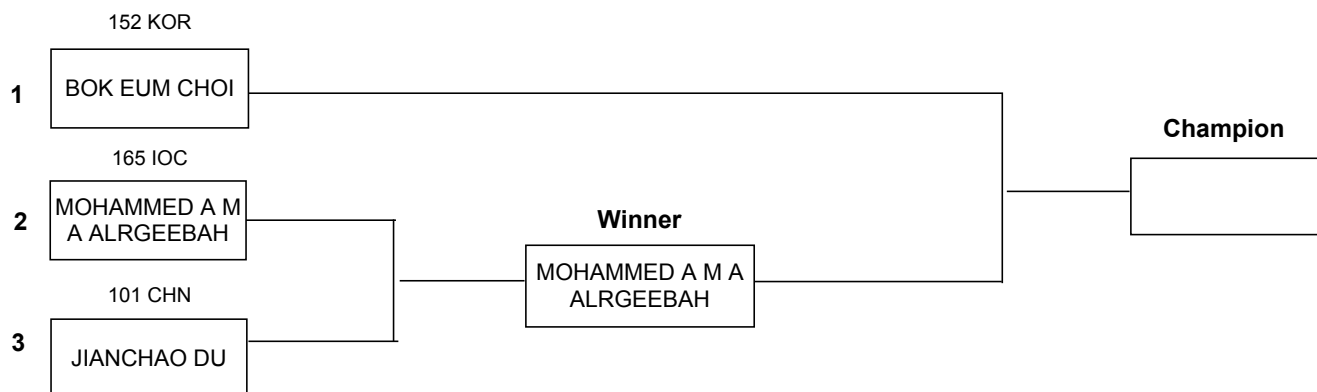 152 KOR
1
BOK EUM CHOI
165 IOC
2
MOHAMMED A M
A ALRGEEBAH
101 CHN
3
JIANCHAO DU
Winner
MOHAMMED A M A
ALRGEEBAH
Champion